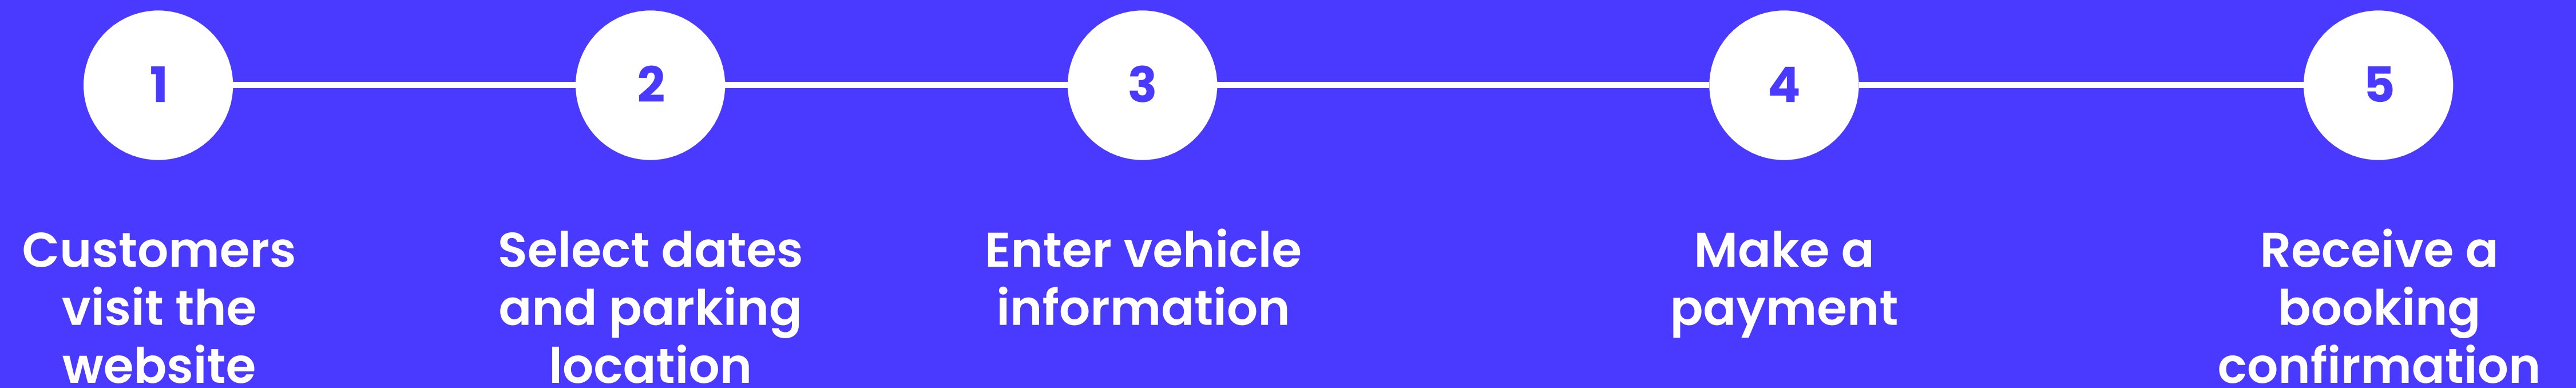 1
2
3
4
5
Customers
visit the
website
Select dates
and parking
location
Enter vehicle
information
Make a
payment
Receive a
booking
confirmation